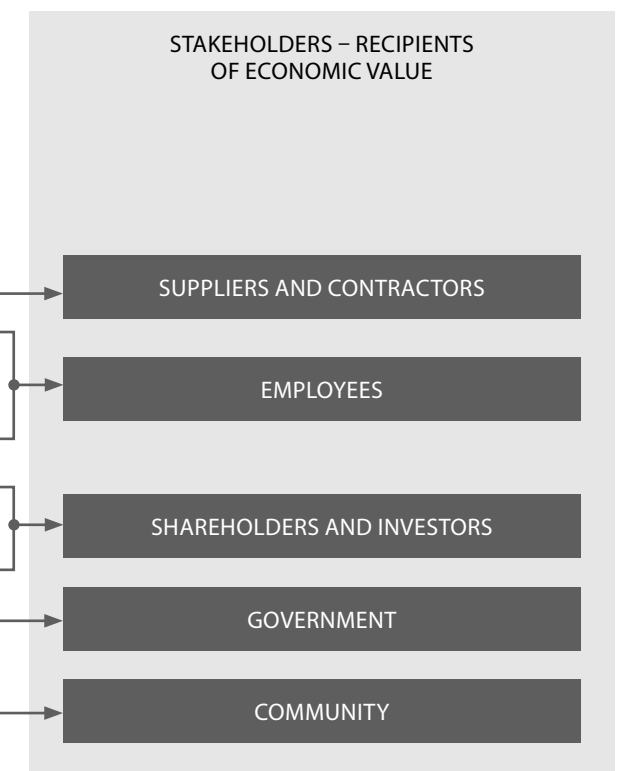 STAKEHOLDERS – RECIPIENTS
OF ECONOMIC VALUE
SUPPLIERS AND CONTRACTORS
EMPLOYEES
SHAREHOLDERS AND INVESTORS
GOVERNMENT
COMMUNITY